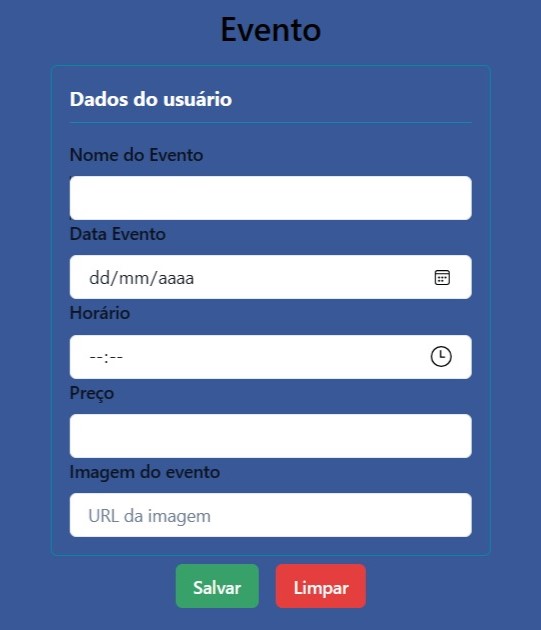 Evento
Dados do usuário
Nome do Evento
Data Evento
dd/mm/aaaa
Horário
--:--
Preço
Imagem do evento
URL da imagem
Salvar Limpar